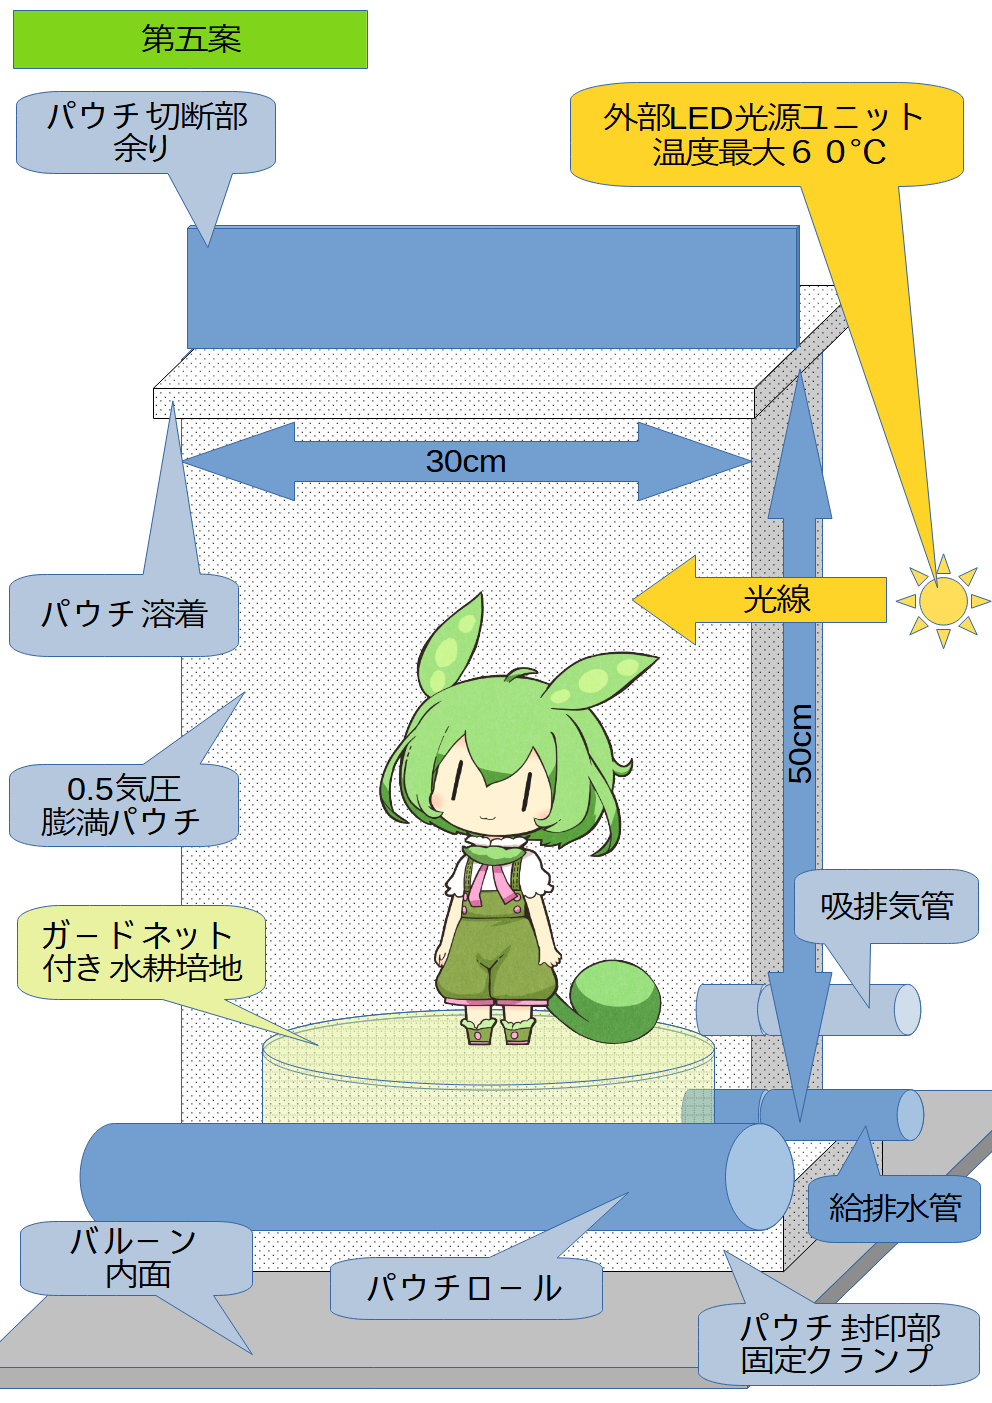 第五案
パウチ切断部
余り
外部LED光源ユニット
温度最大６０℃
30cm
光線
パウチ溶着
50cm
0.5気圧
膨満パウチ
吸排気管
ガードネット
付き水耕培地
給排水管
バルーン
内面
パウチロール
パウチ封印部
固定クランプ